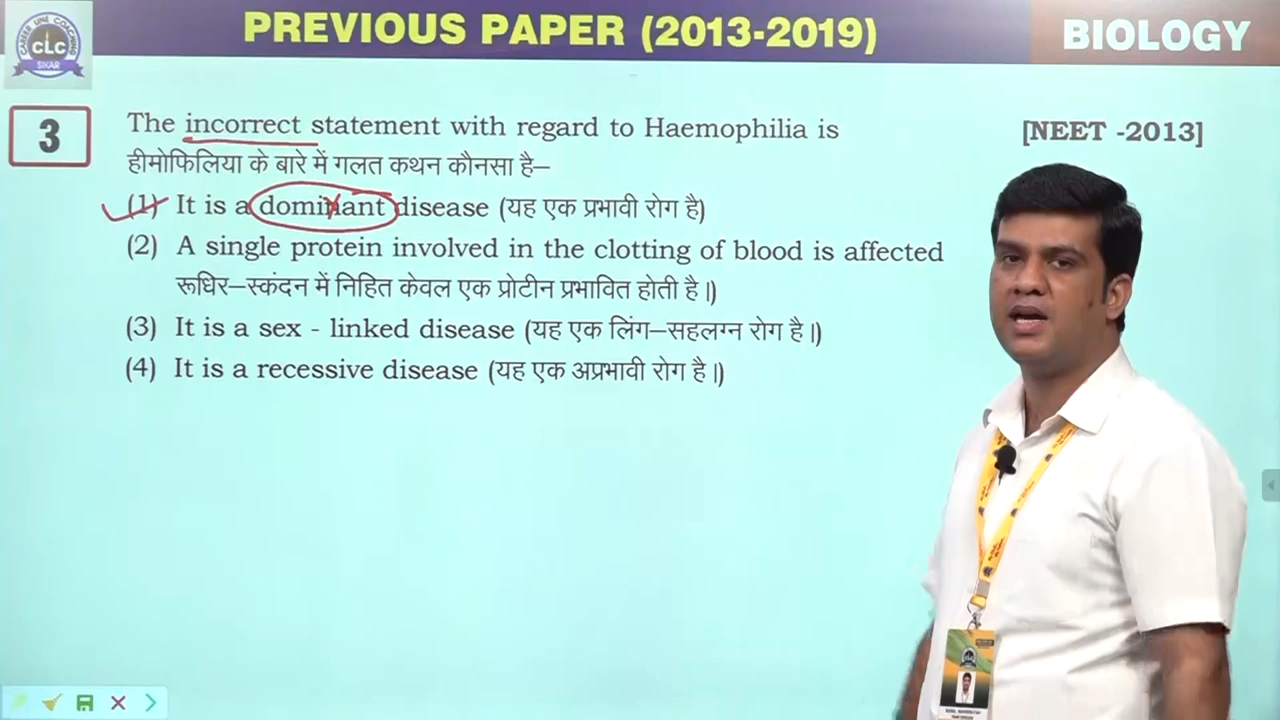 PREVIOUS PAPER (2013-2019)
BIOLOGY
CAREER LINE COACHING
CLC
SIKAR
3
The incorrect statement with regard to Haemophilia is
[NEET -2013]
हीमोफिलिया के बारे में गलत कथन कौनसा है–
(1) It is a dominant disease (यह एक प्रभावी रोग है)
(2) A single protein involved in the clotting of blood is affected
रूधिर–स्कंदन में निहित केवल एक प्रोटीन प्रभावित होती है।)
(3) It is a sex - linked disease (यह एक लिंग–सहलग्न रोग है।)
(4) It is a recessive disease (यह एक अप्रभावी रोग है।)